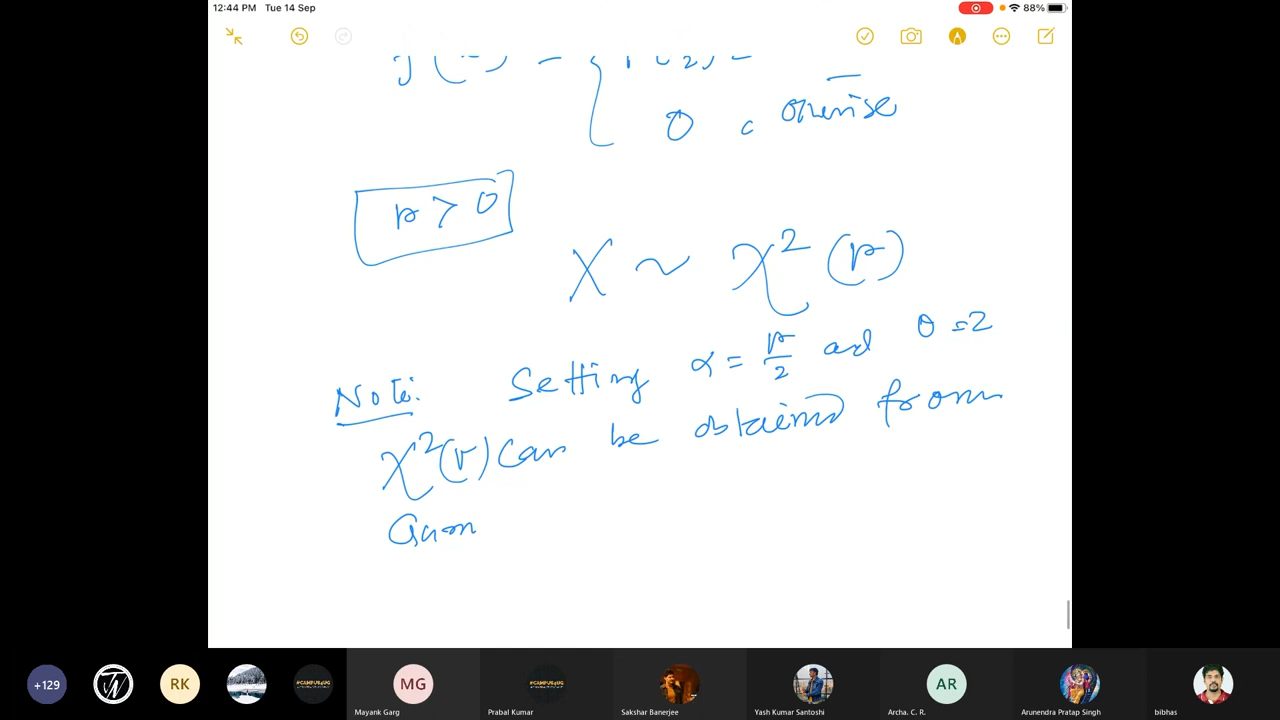 12:44 PM Tue 14 Sep
88%
0 , otherwise
r > 0
X ~ χ² (r)
Note: Setting α = r/2 and θ = 2
χ²(r) can be obtained from
Gam
+129
RK
#CAMPUS4UG
MG
Mayank Garg
#CAMPUS4UG
Prabal Kumar
Sakshar Banerjee
Yash Kumar Santoshi
AR
Archa. C. R.
Arunendra Pratap Singh
bibhas